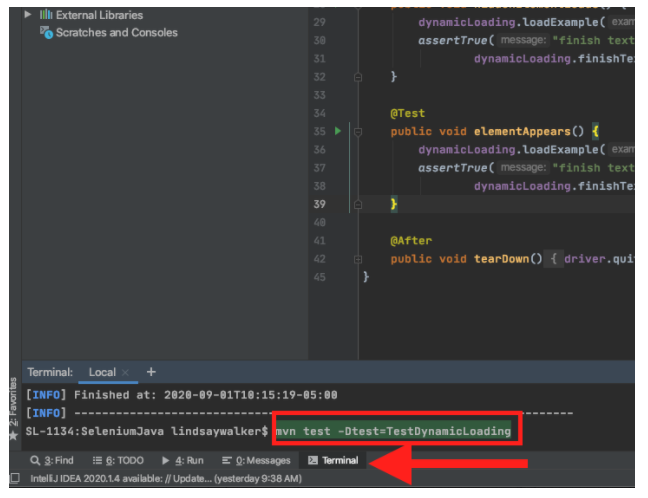 External Libraries
Scratches and Consoles
29 dynamicLoading.loadExample(
30 assertTrue( message: "finish text
31 dynamicLoading.finishTe
32 }
33
34 @Test
35 public void elementAppears() {
36 dynamicLoading.loadExample( exam
37 assertTrue( message: "finish text
38 dynamicLoading.finishTe
39 }
40
41 @After
42 public void tearDown() { driver.qui
45 }
2: Favorites
Terminal: Local × +
[INFO] Finished at: 2020-09-01T10:15:19-05:00
[INFO] ------------------------------------------------------------------------
SL-1134:SeleniumJava lindsaywalker$ mvn test -Dtest=TestDynamicLoading
3: Find 6: TODO 4: Run 0: Messages Terminal
IntelliJ IDEA 2020.1.4 available: // Update... (yesterday 9:38 AM)